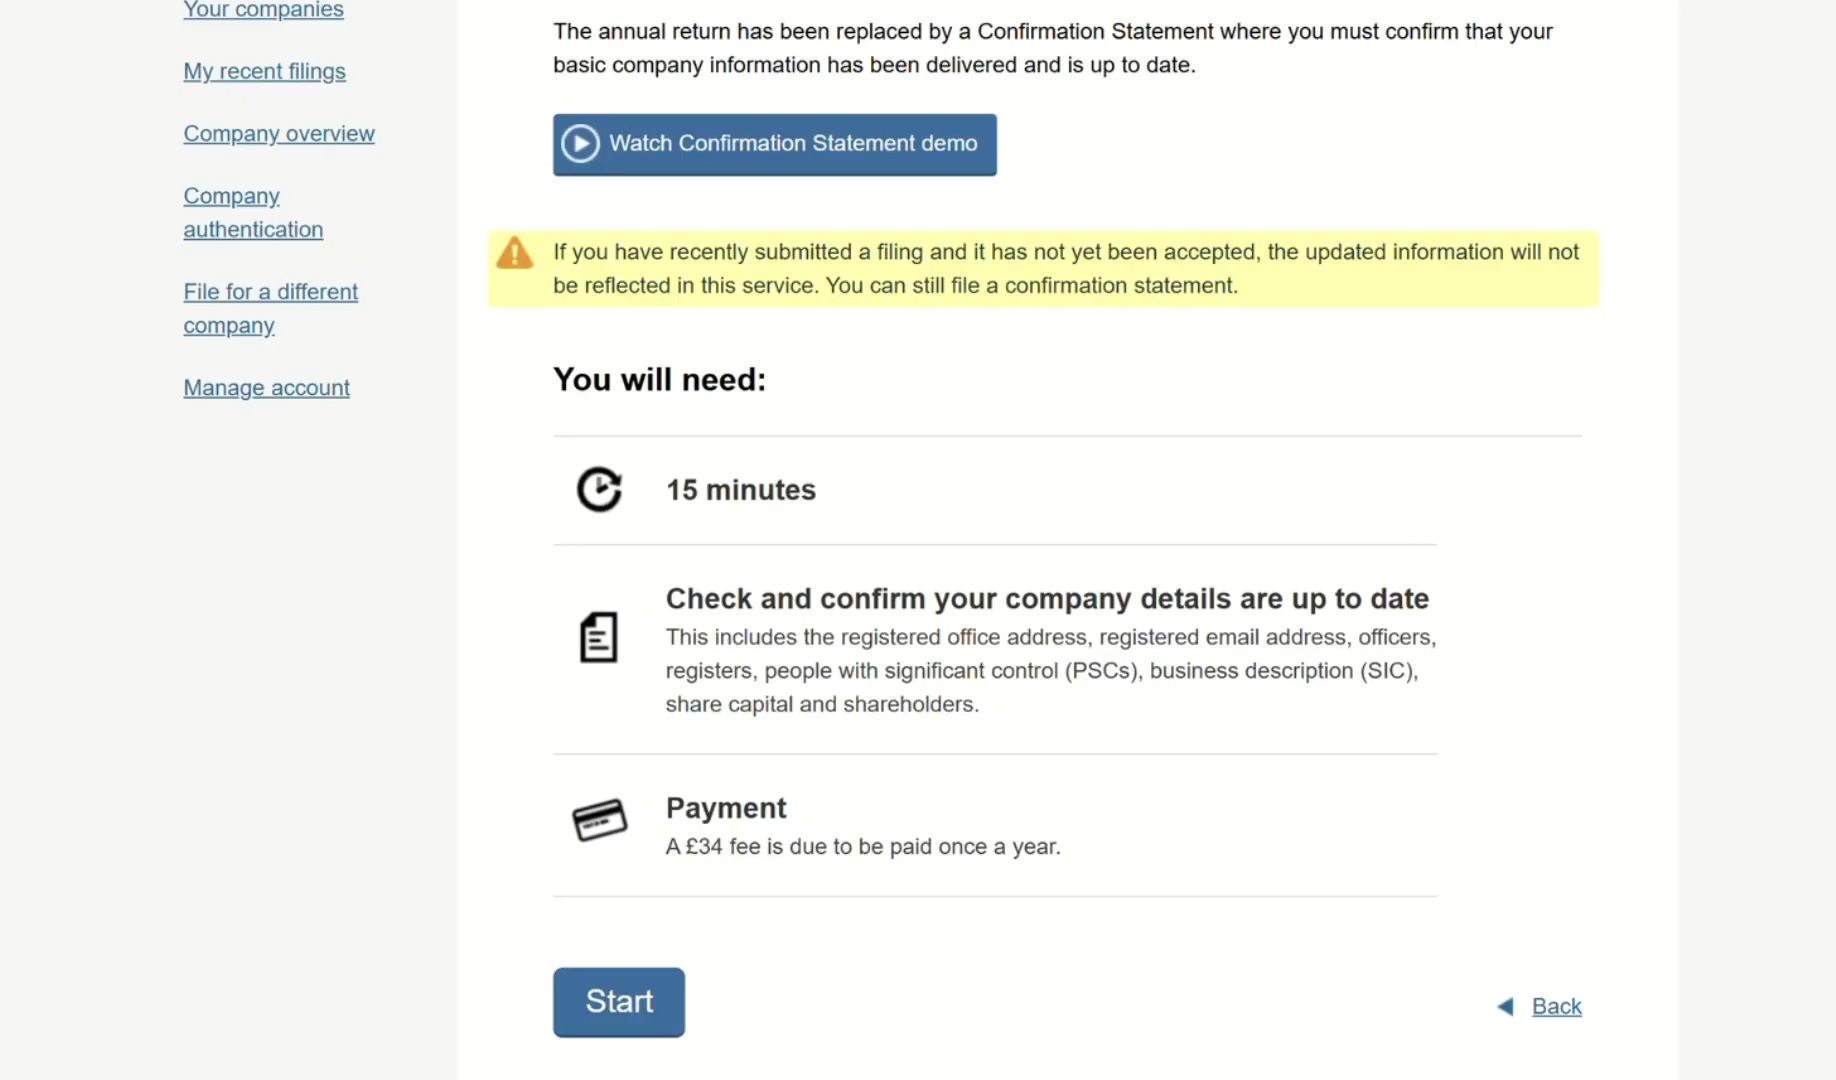 Your companies
My recent filings
Company overview
Company
authentication
File for a different
company
Manage account
The annual return has been replaced by a Confirmation Statement where you must confirm that your
basic company information has been delivered and is up to date.
Watch Confirmation Statement demo
If you have recently submitted a filing and it has not yet been accepted, the updated information will not
be reflected in this service. You can still file a confirmation statement.
You will need:
15 minutes
Check and confirm your company details are up to date
This includes the registered office address, registered email address, officers,
registers, people with significant control (PSCs), business description (SIC),
share capital and shareholders.
Payment
A £34 fee is due to be paid once a year.
Start
Back